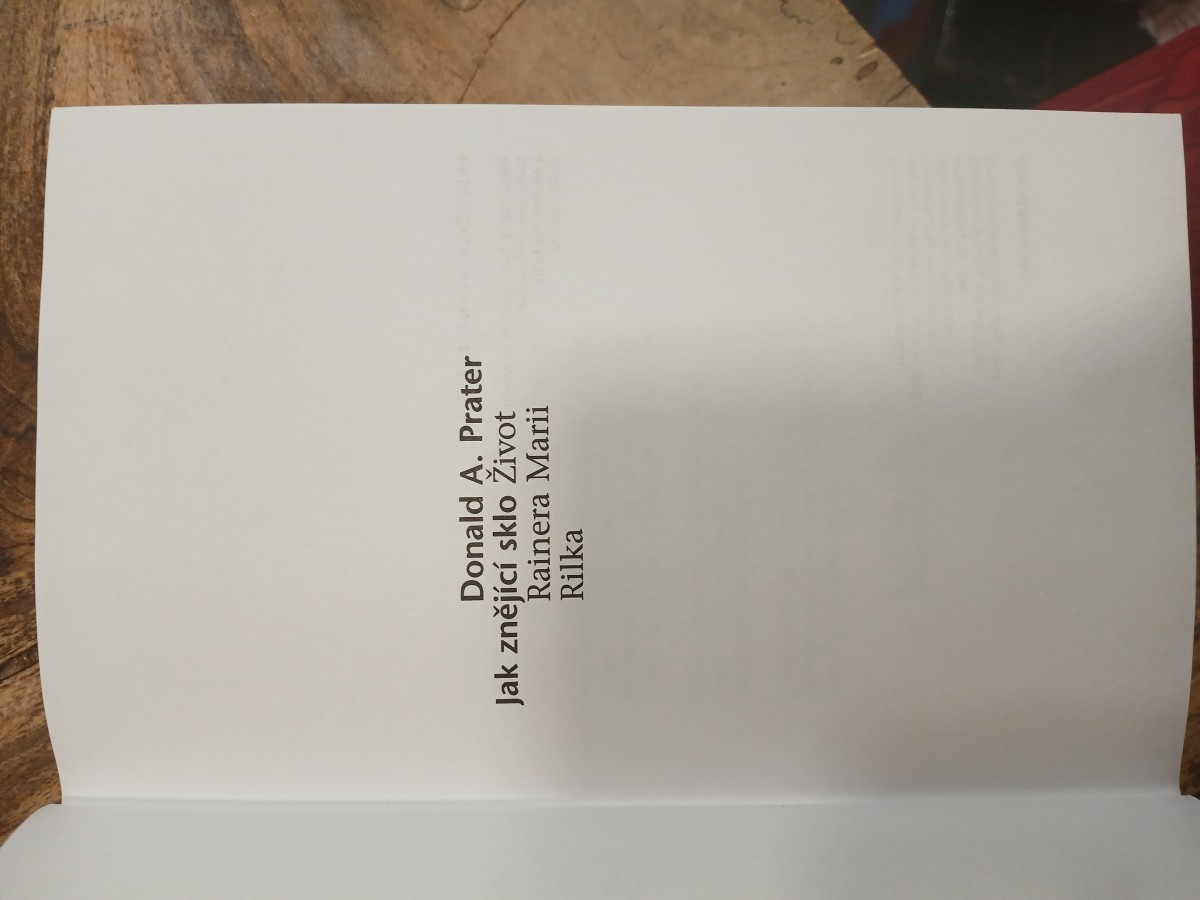 Donald A. Prater
Jak znějící sklo Život
Rainera Marii
Rilka